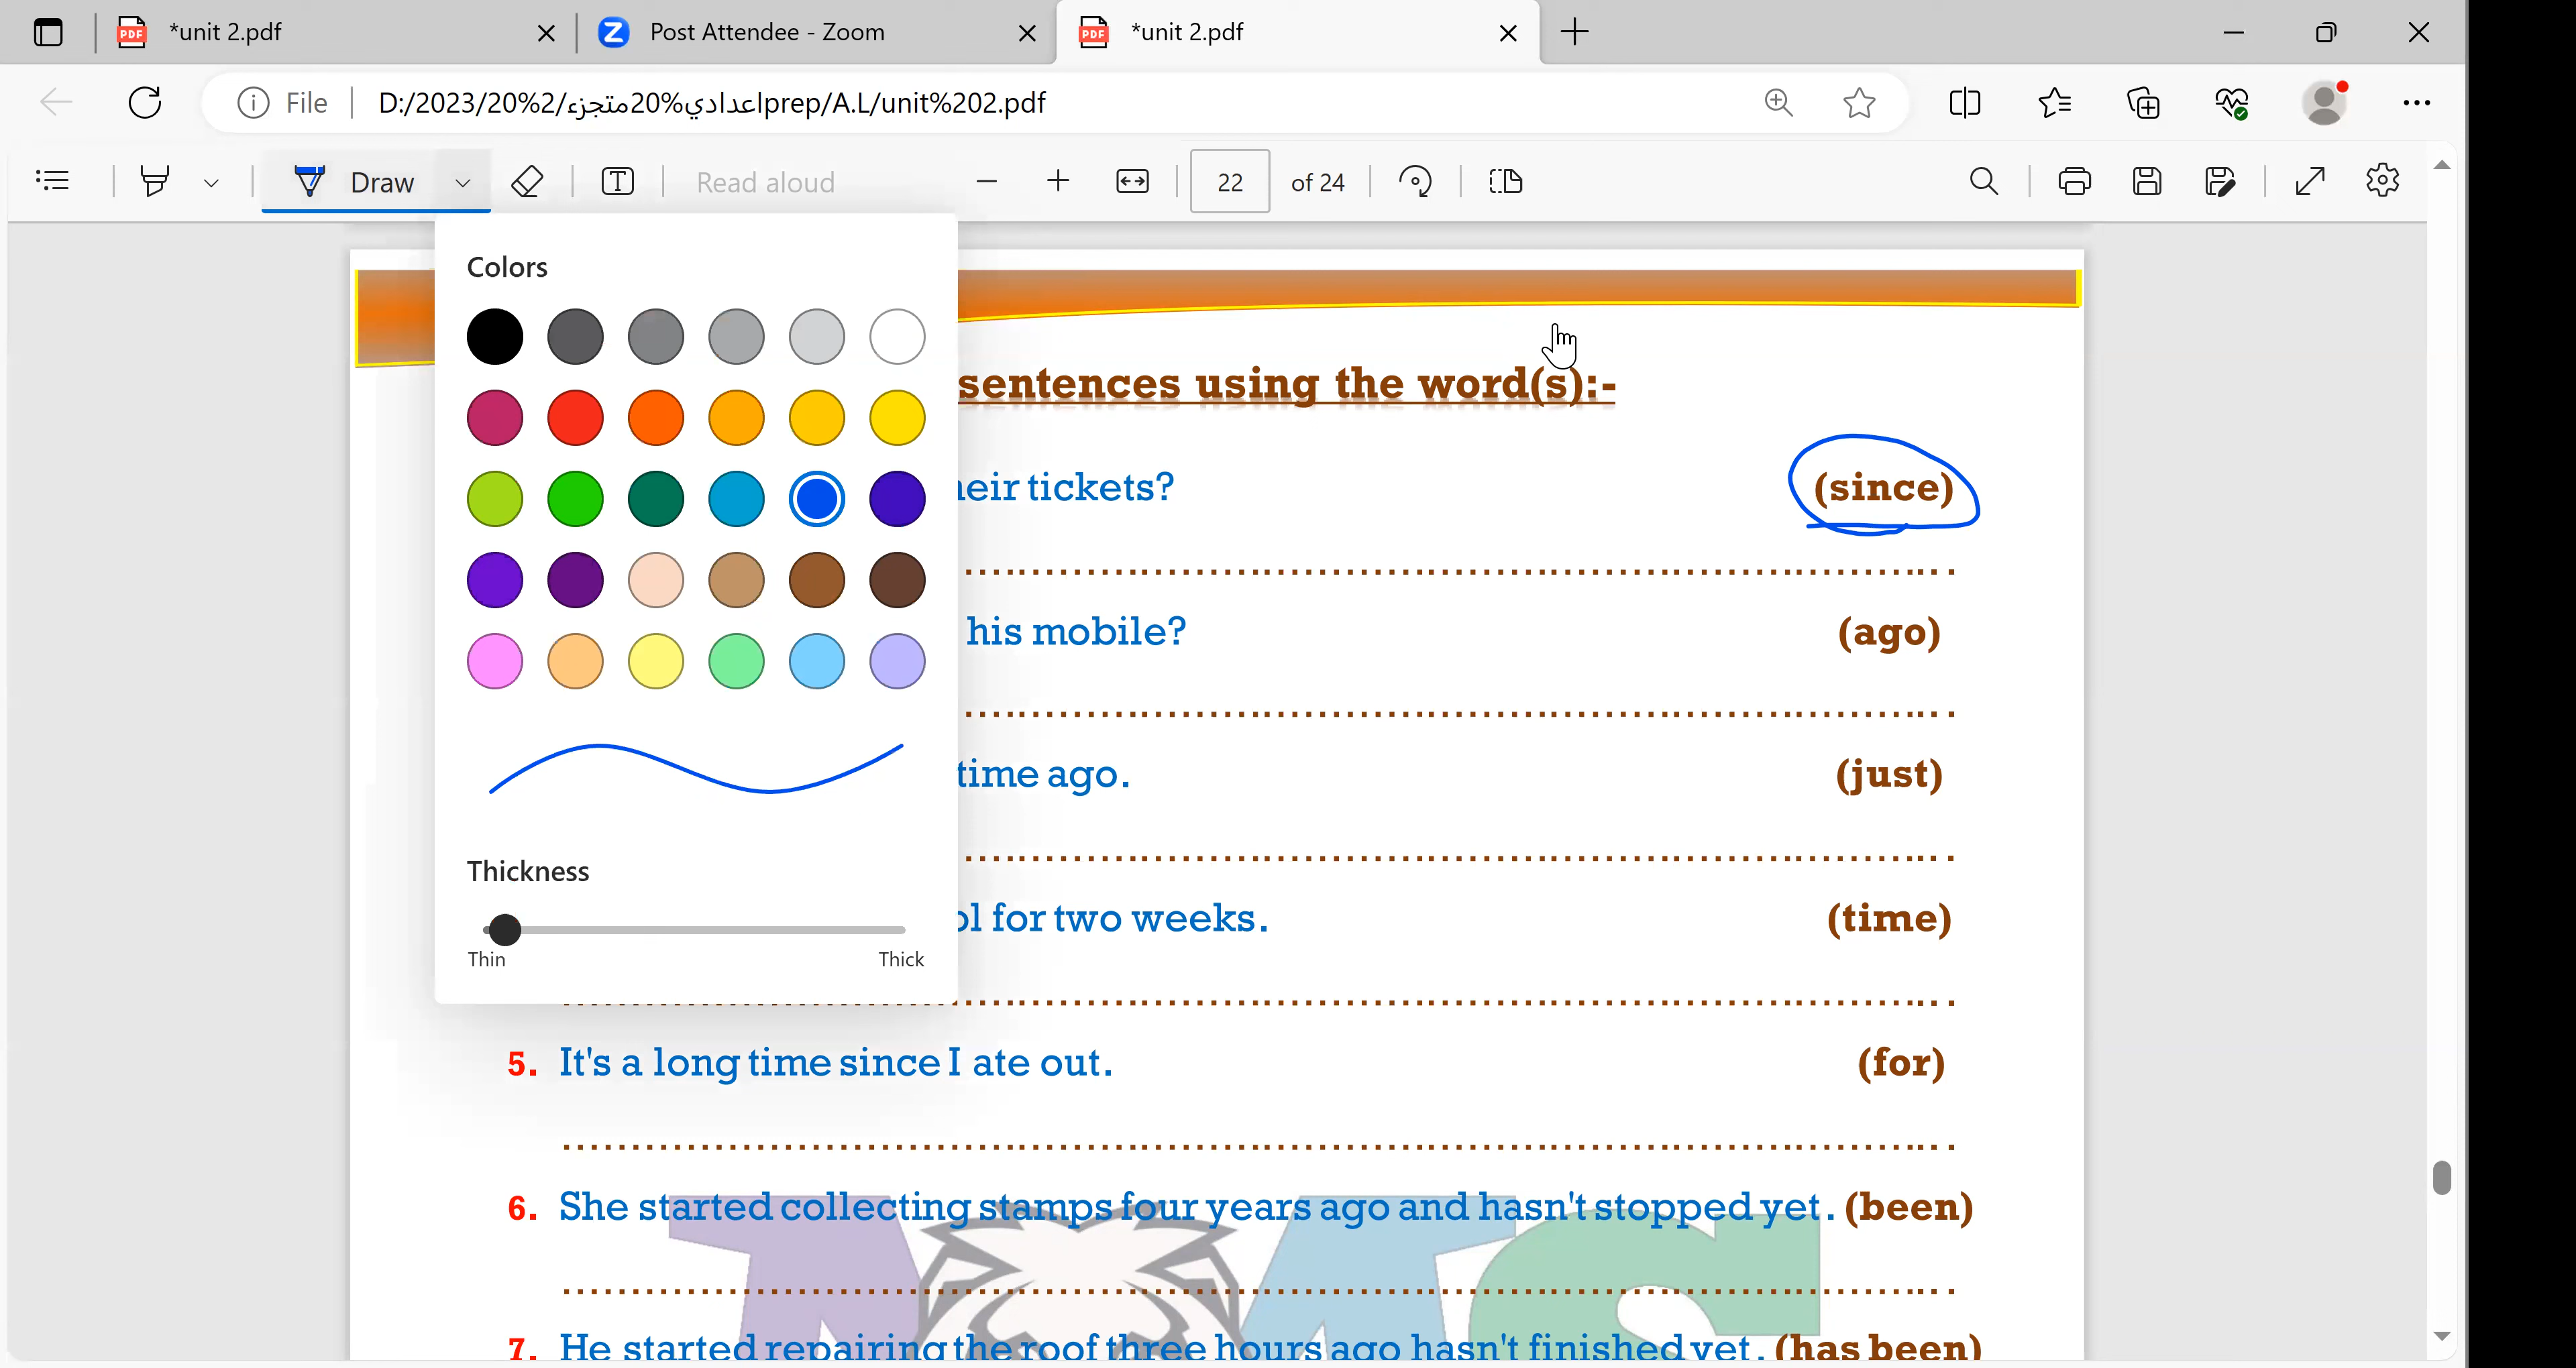 *unit 2.pdf
Post Attendee - Zoom
*unit 2.pdf
File
D:/2023/20%2/اعدادي%20متجزءprep/A.L/unit%202.pdf
Draw
Read aloud
22 of 24
Colors
Thickness
Thin Thick
sentences using the word(s):-
heir tickets? (since)
his mobile? (ago)
time ago. (just)
ol for two weeks. (time)
5. It's a long time since I ate out. (for)
6. She started collecting stamps four years ago and hasn't stopped yet. (been)
7. He started repairing the roof three hours ago hasn't finished yet. (has been)